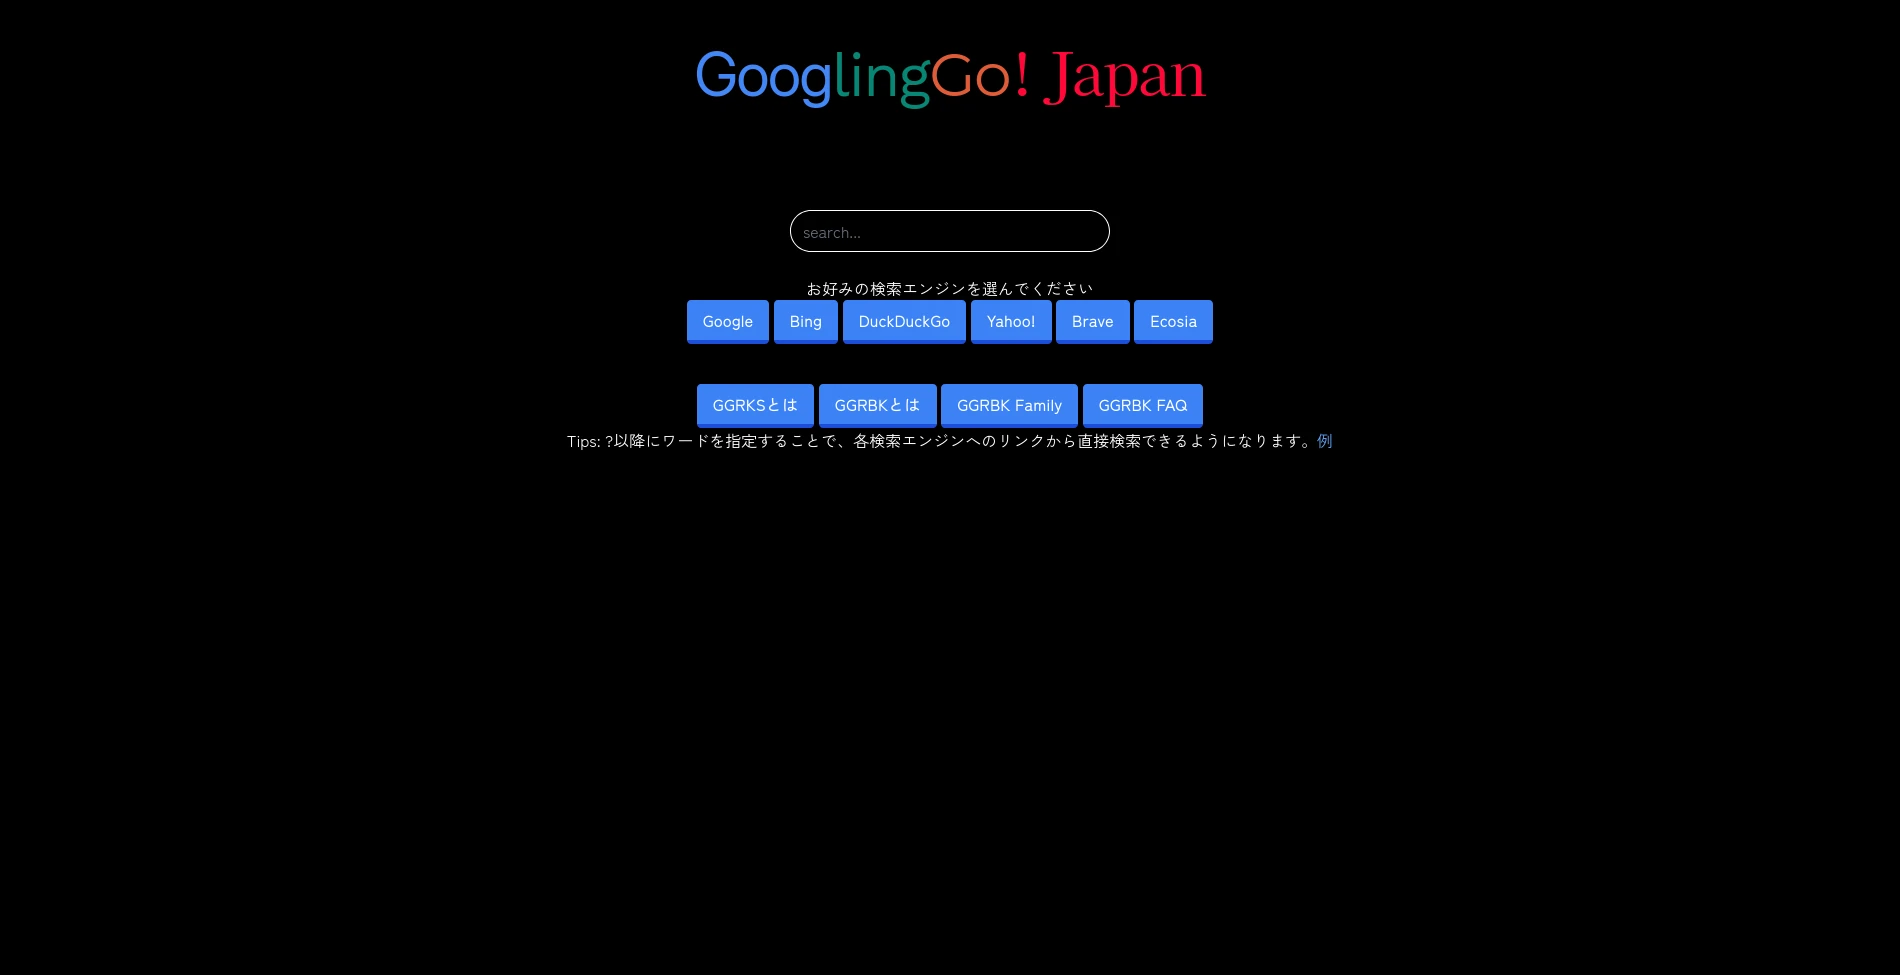 GooglingGo! Japan
search...
お好みの検索エンジンを選んでください
Google Bing DuckDuckGo Yahoo! Brave Ecosia
GGRKSとは GGRBKとは GGRBK Family GGRBK FAQ
Tips: ?以降にワードを指定することで、各検索エンジンへのリンクから直接検索できるようになります。例